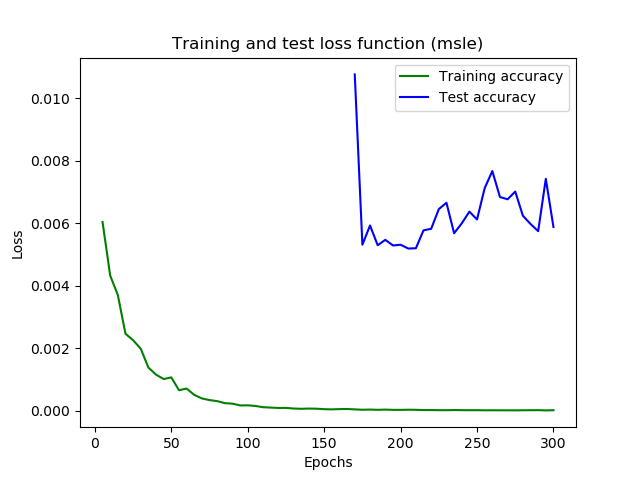 Training and test loss function (msle)
Training accuracy
Test accuracy
0.010
0.008
0.006
0.004
0.002
0.000
Loss
0
50
100
150
200
250
300
Epochs